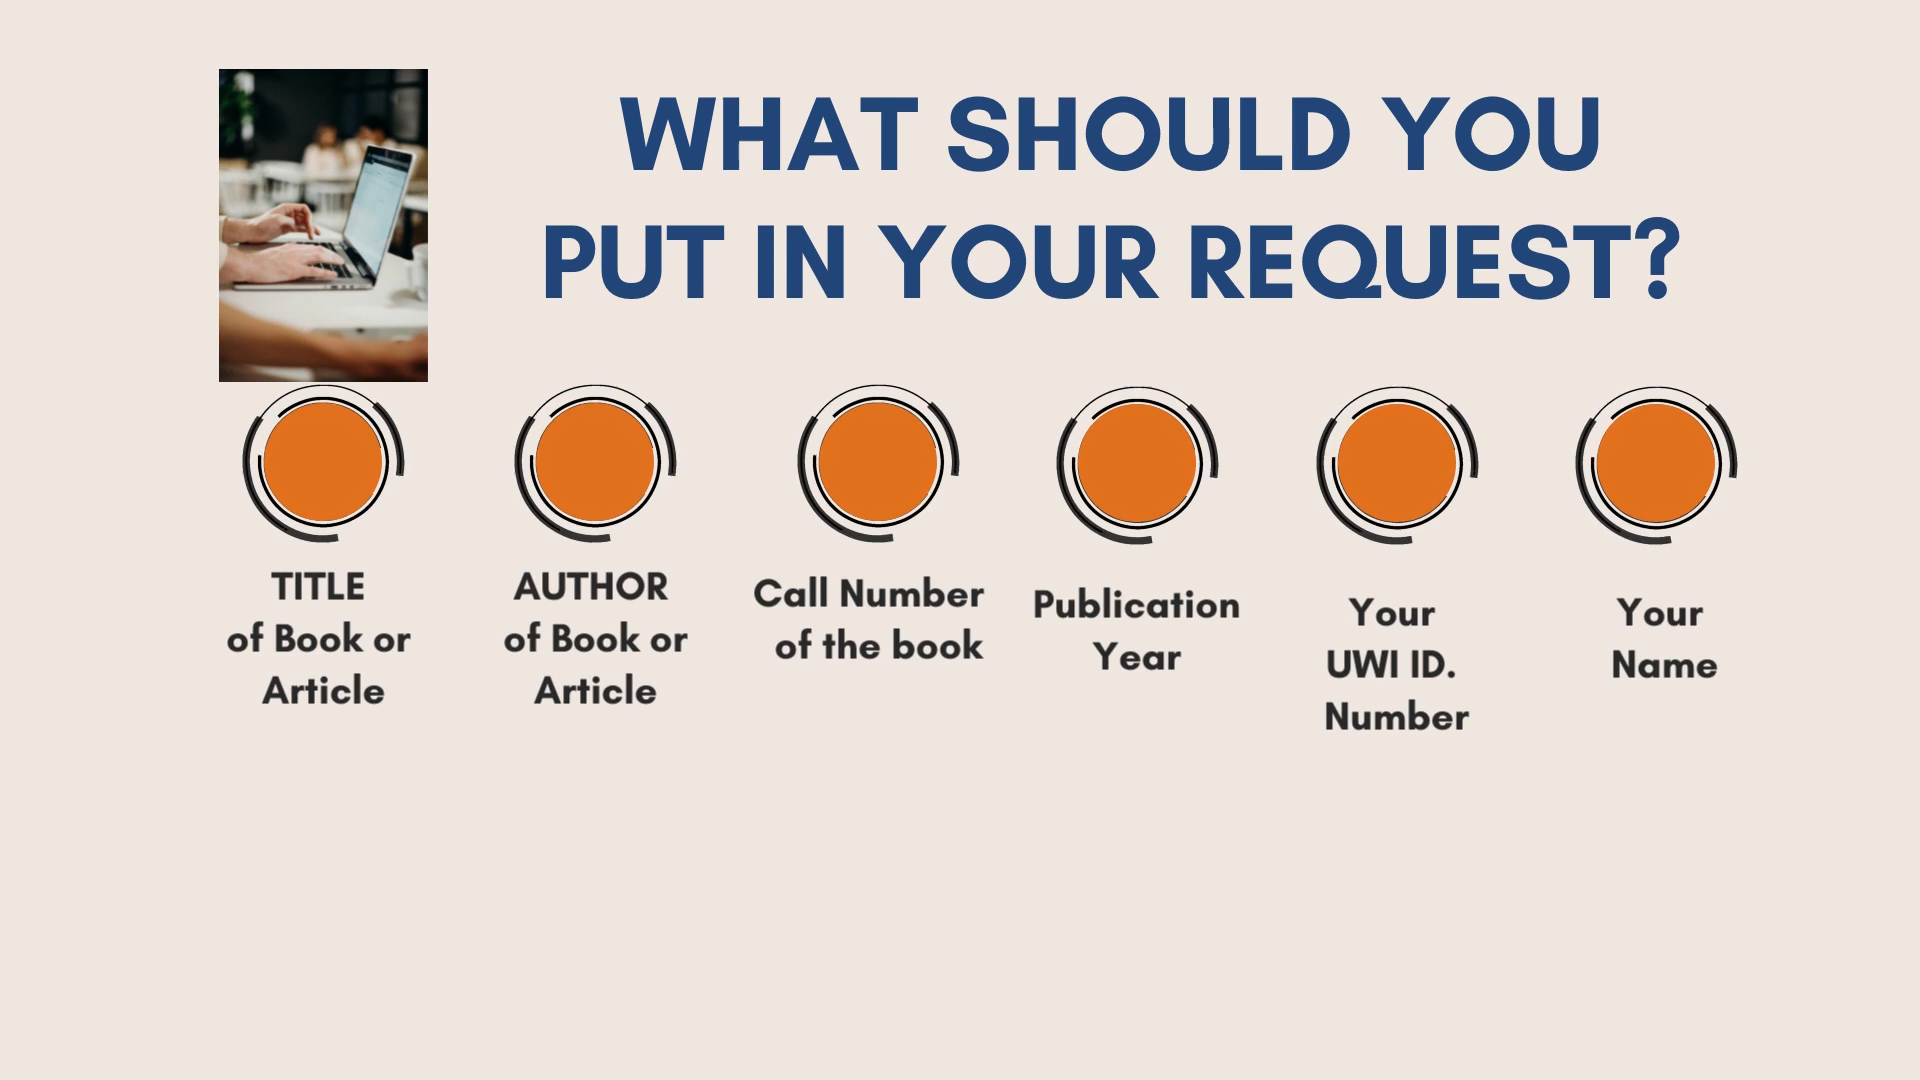 WHAT SHOULD YOU
PUT IN YOUR REQUEST?
TITLE
of Book or
Article
AUTHOR
of Book or
Article
Call Number
of the book
Publication
Year
Your
UWI ID.
Number
Your
Name